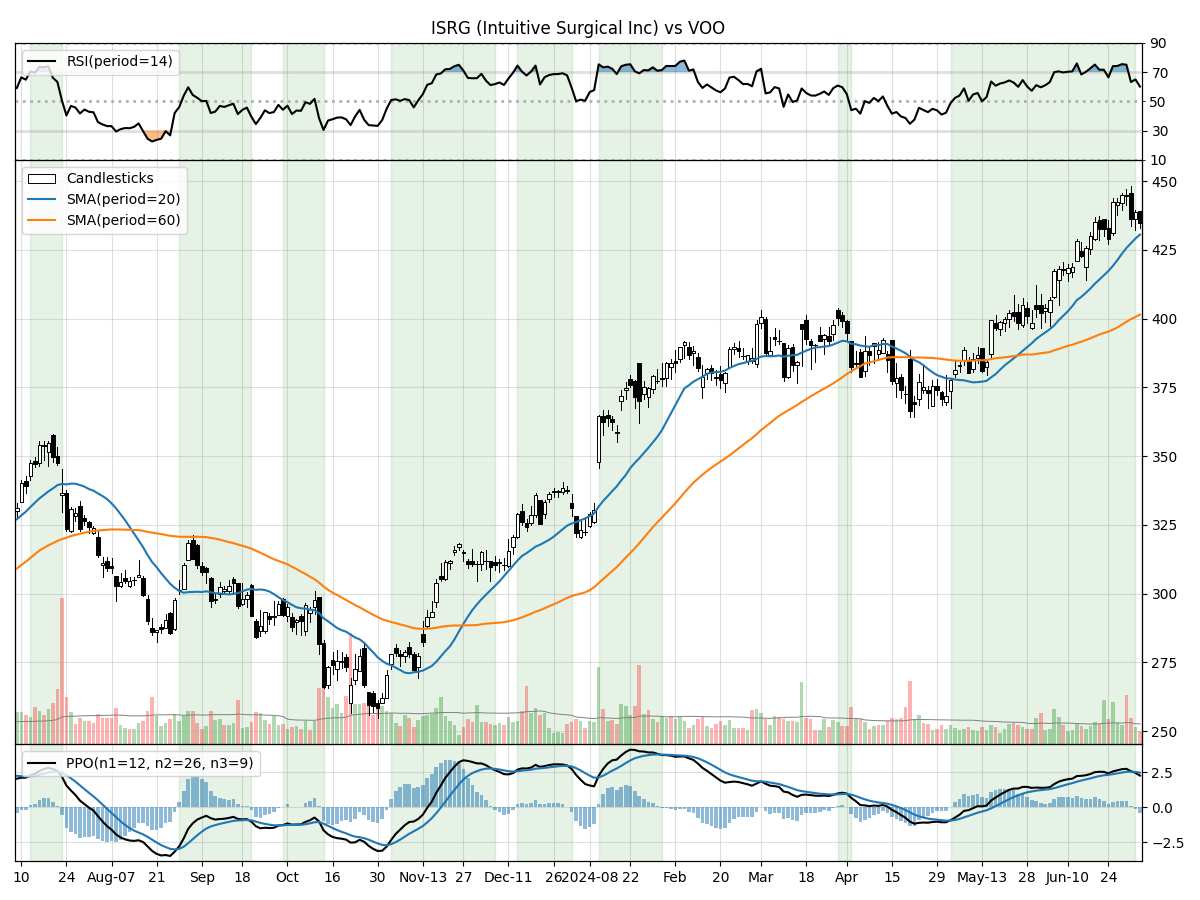 ISRG (Intuitive Surgical Inc) vs VOO
RSI(period=14)
90
70
50
30
10
Candlesticks
SMA(period=20)
SMA(period=60)
450
425
400
375
350
325
300
275
250
PPO(n1=12, n2=26, n3=9)
2.5
0.0
−2.5
10 24 Aug-07 21 Sep 18 Oct 16 30 Nov-13 27 Dec-11 26 2024-08 22 Feb 20 Mar 18 Apr 15 29 May-13 28 Jun-10 24